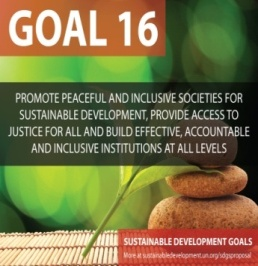 GOAL 16
PROMOTE PEACEFUL AND INCLUSIVE SOCIETIES FOR
SUSTAINABLE DEVELOPMENT, PROVIDE ACCESS TO
JUSTICE FOR ALL AND BUILD EFFECTIVE, ACCOUNTABLE
AND INCLUSIVE INSTITUTIONS AT ALL LEVELS
SUSTAINABLE DEVELOPMENT GOALS
More at sustainabledevelopment.un.org/sdgsproposal